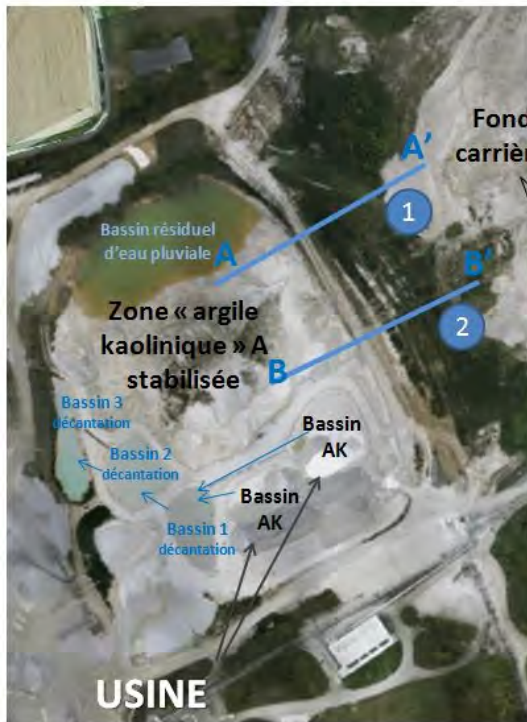 Fond
carrièr
A'
1
Bassin résiduel
d'eau pluviale
A
B'
Zone « argile
kaolinique » A
stabilisée
2
B
Bassin 3
décantation
Bassin
AK
Bassin 2
décantation
Bassin
AK
Bassin 1
décantation
USINE